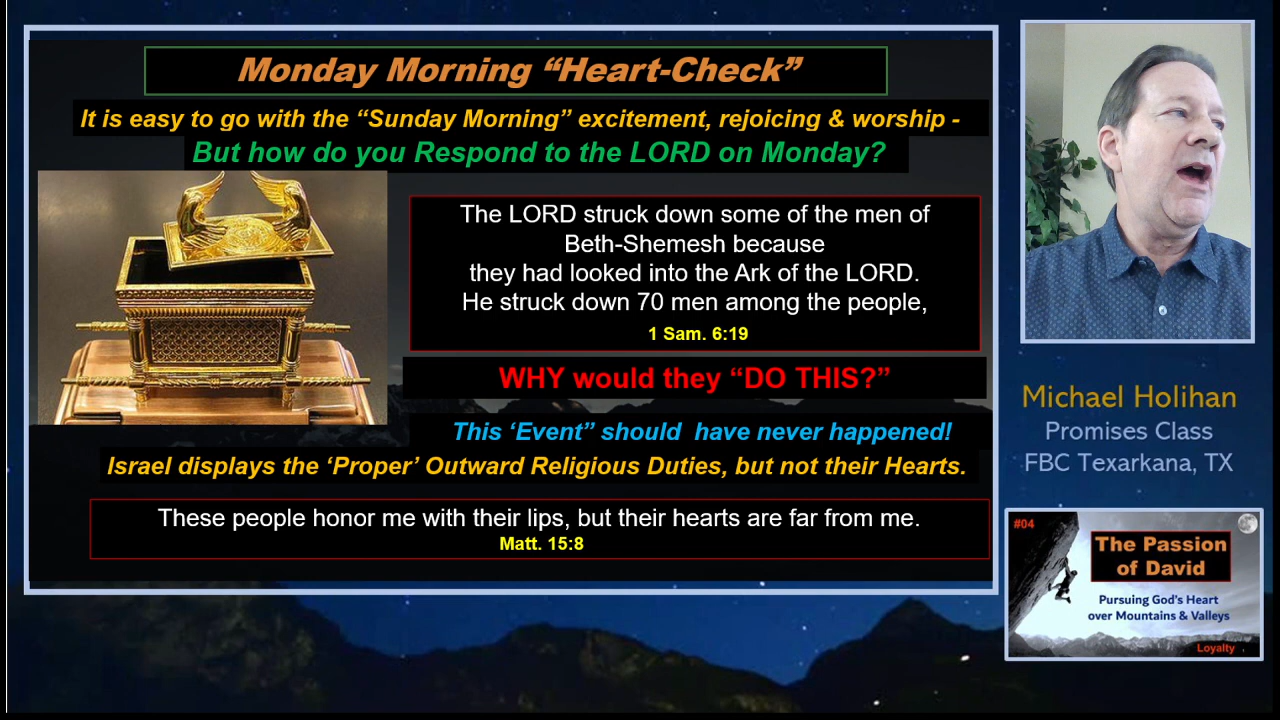 Monday Morning “Heart-Check”
It is easy to go with the “Sunday Morning” excitement, rejoicing & worship -
But how do you Respond to the LORD on Monday?
The LORD struck down some of the men of
Beth-Shemesh because
they had looked into the Ark of the LORD.
He struck down 70 men among the people,
1 Sam. 6:19
WHY would they “DO THIS?”
This ‘Event” should  have never happened!
Israel displays the ‘Proper’ Outward Religious Duties, but not their Hearts.
These people honor me with their lips, but their hearts are far from me.
Matt. 15:8
Michael Holihan
Promises Class
FBC Texarkana, TX
#04
The Passion
of David
Pursuing God's Heart
over Mountains & Valleys
Loyalty .